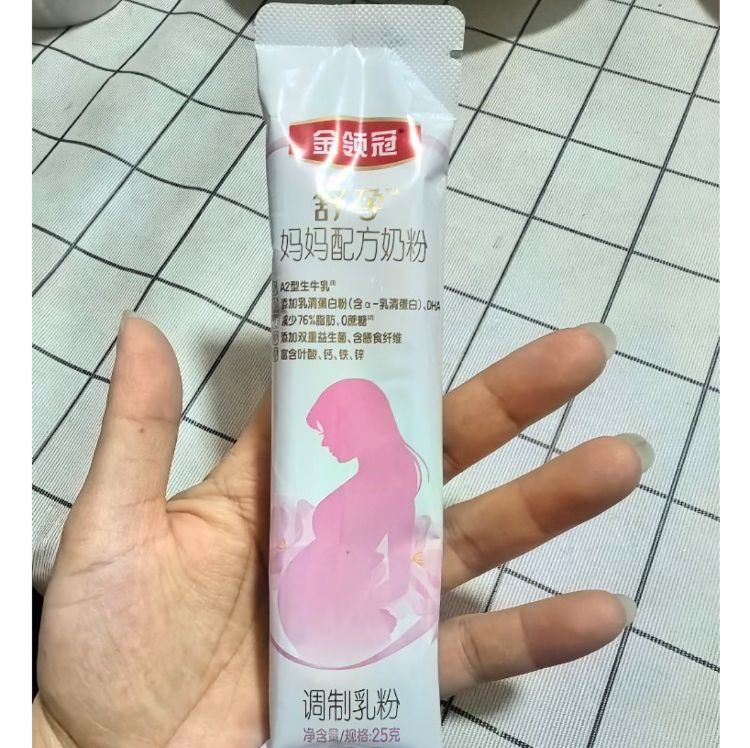 金领冠
舒孕
妈妈配方奶粉
A2型生牛乳
添加乳清蛋白粉(含α-乳清蛋白)、DHA
减少76%脂肪、0蔗糖
添加双重益生菌、含膳食纤维
富含叶酸、钙、铁、锌
调制乳粉
净含量/规格:25克